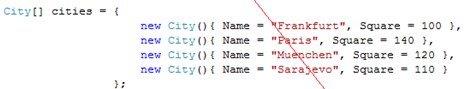 City[] cities = {
new City(){ Name = "Frankfurt", Square = 100 },
new City(){ Name = "Paris", Square = 140 },
new City(){ Name = "Muenchen", Square = 120 },
new City(){ Name = "Sarajevo", Square = 110 }
};